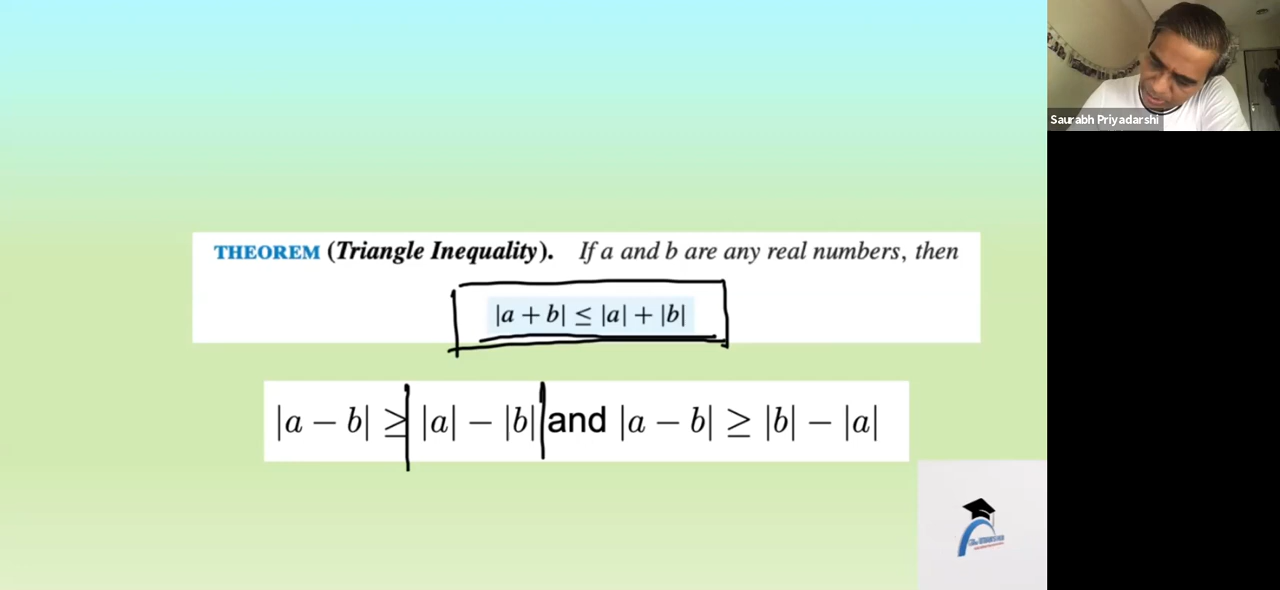 Saurabh Priyadarshi
THEOREM (Triangle Inequality). If a and b are any real numbers, then
|a + b| ≤ |a| + |b|
|a − b| ≥ | |a| − |b| | and |a − b| ≥ |b| − |a|